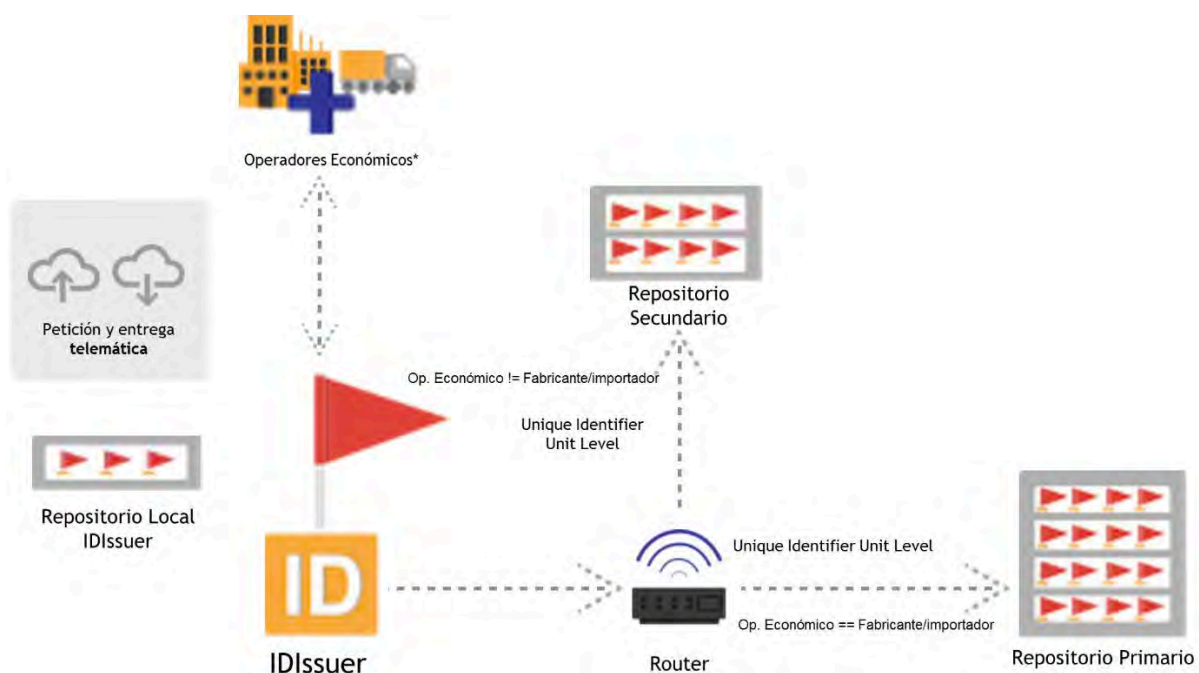 Operadores Económicos*
Petición y entrega
telemática
Repositorio
Secundario
Op. Económico != Fabricante/importador
Unique Identifier
Unit Level
Repositorio Local
IDIssuer
ID
IDIssuer
Unique Identifier Unit Level
Op. Económico == Fabricante/importador
Router
Repositorio Primario